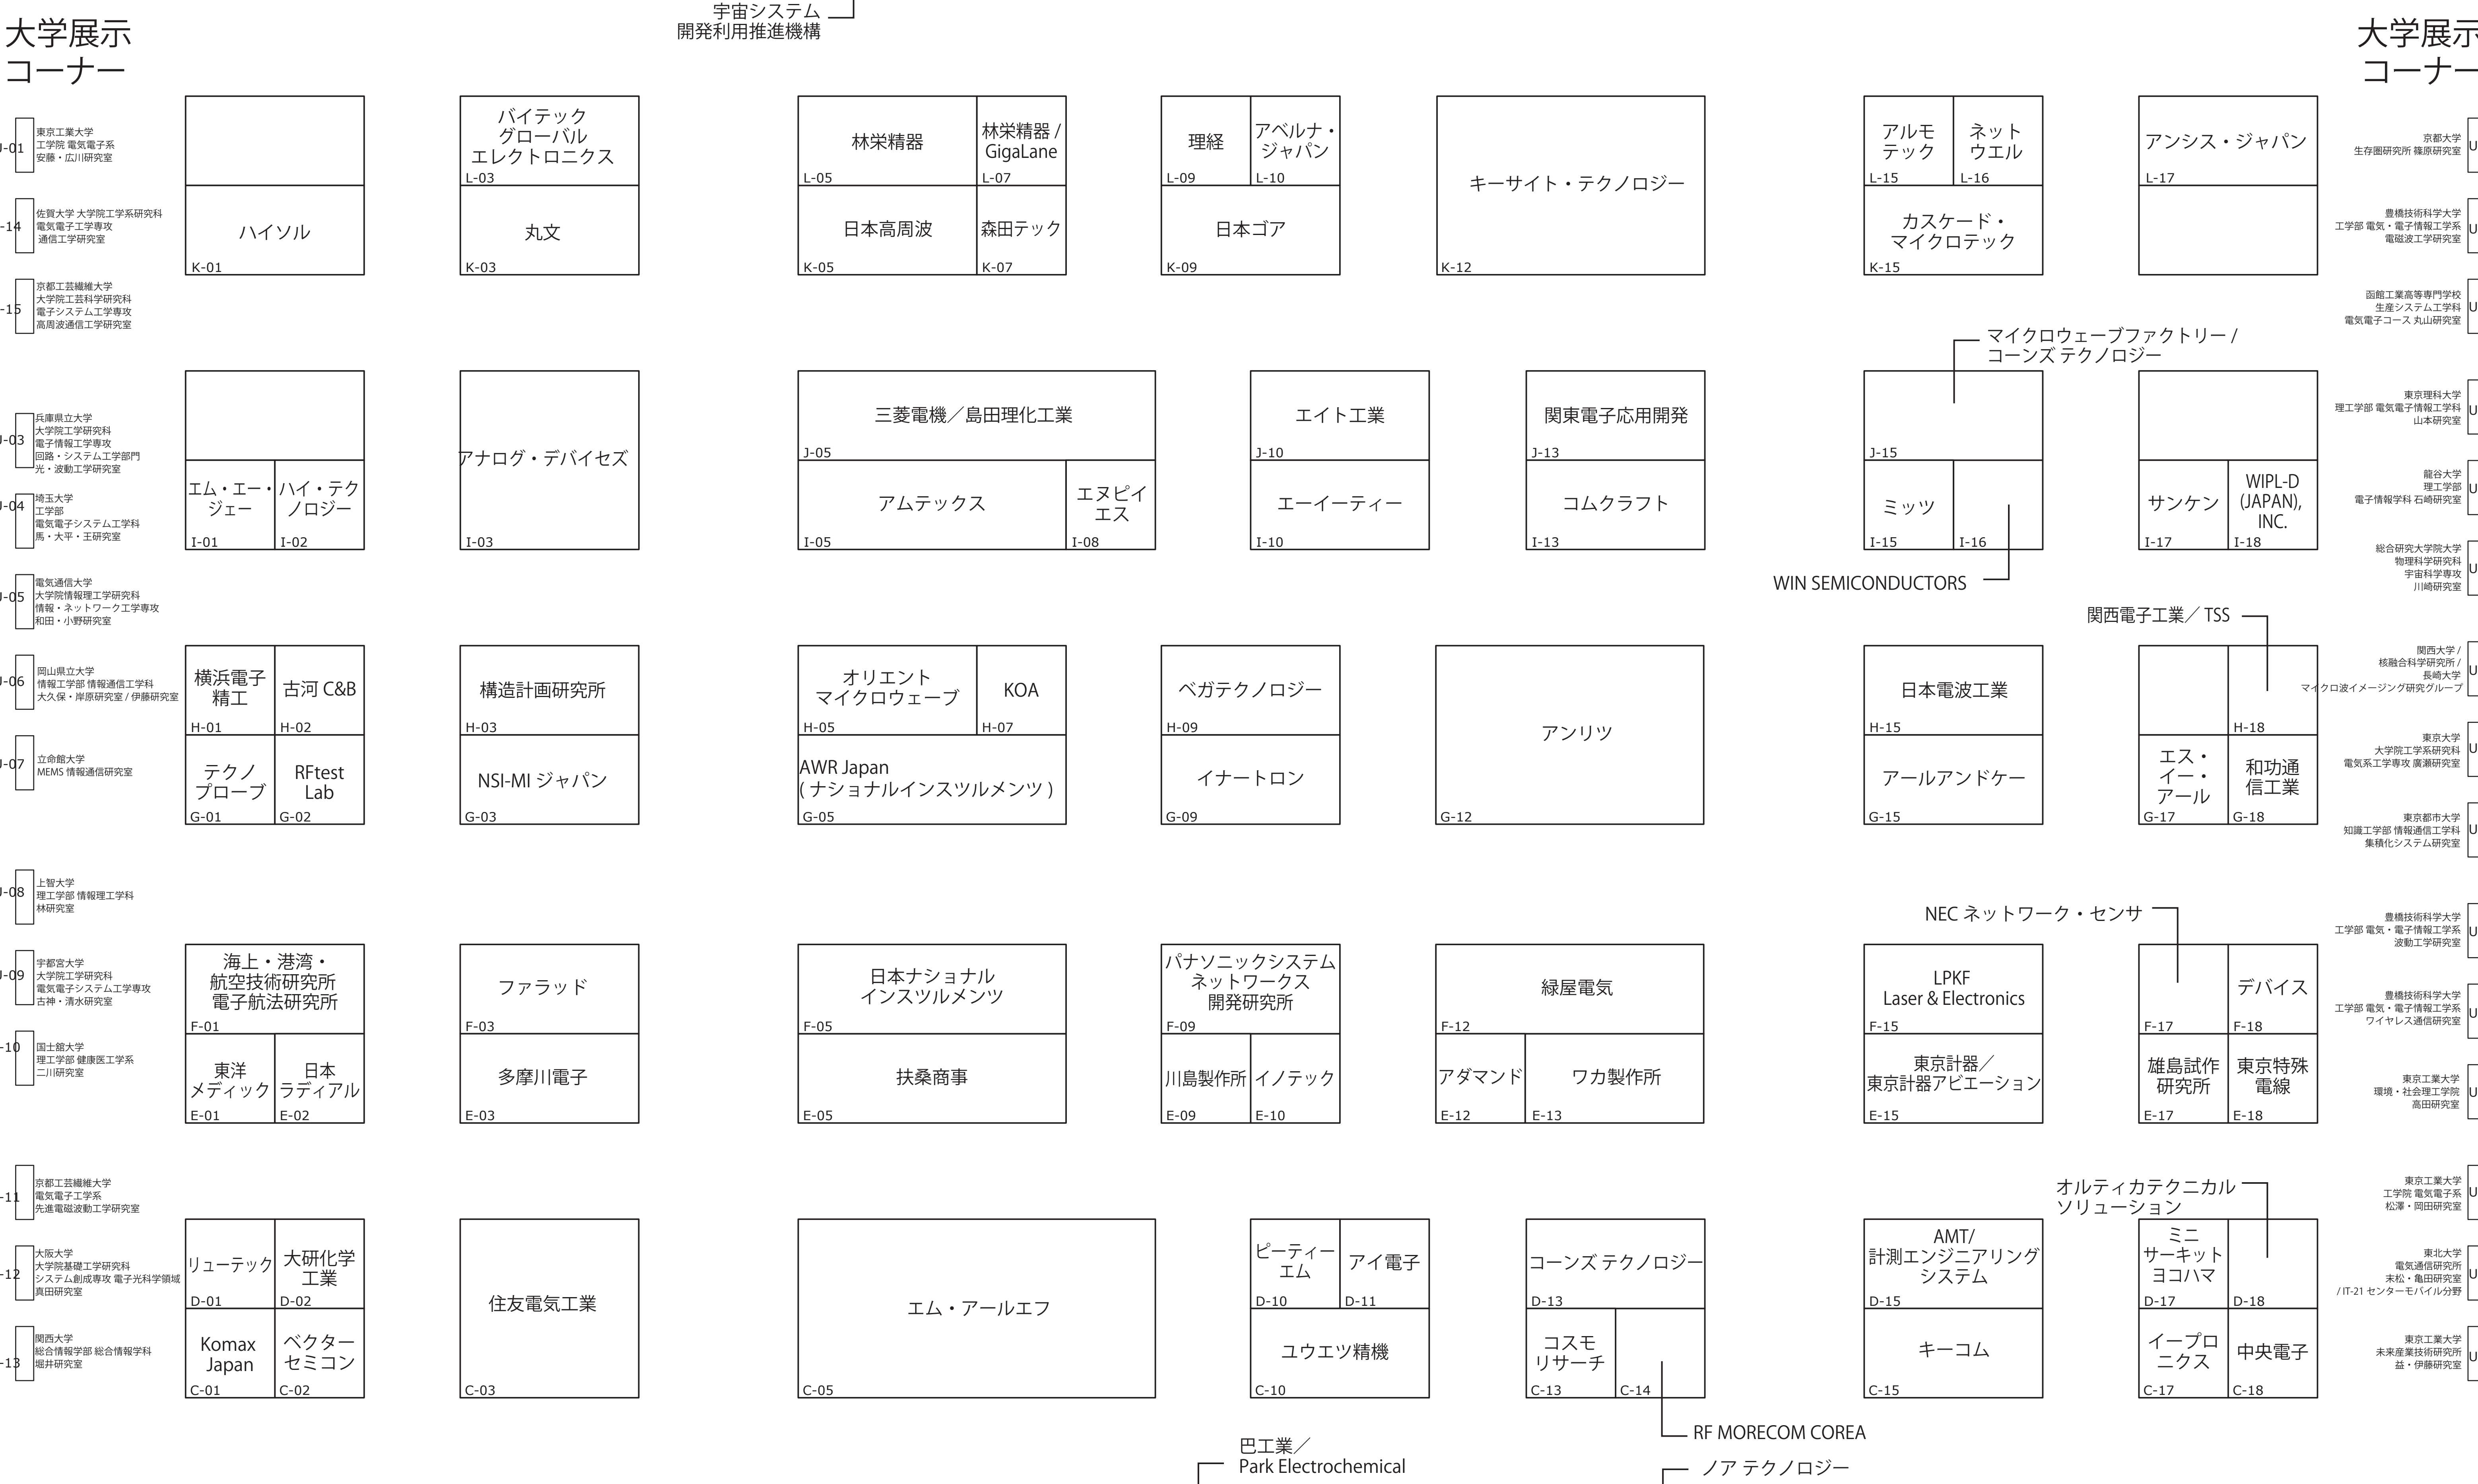 宇宙システム
開発利用推進機構
大学展示
コーナー
大学展示
コーナー
J-01
東京工業大学
工学院 電気電子系
安藤・広川研究室
-14
佐賀大学 大学院工学系研究科
電気電子工学専攻
通信工学研究室
-15
京都工芸繊維大学
大学院工芸科学研究科
電子システム工学専攻
高周波通信工学研究室
J-03
兵庫県立大学
大学院工学研究科
電子情報工学専攻
回路・システム工学部門
光・波動工学研究室
J-04
埼玉大学
工学部
電気電子システム工学科
馬・大平・王研究室
J-05
電気通信大学
大学院情報理工学研究科
情報・ネットワーク工学専攻
和田・小野研究室
J-06
岡山県立大学
情報工学部 情報通信工学科
大久保・岸原研究室 / 伊藤研究室
J-07
立命館大学
MEMS 情報通信研究室
J-08
上智大学
理工学部 情報理工学科
林研究室
J-09
宇都宮大学
大学院工学研究科
電気電子システム工学専攻
古神・清水研究室
-10
国士舘大学
理工学部 健康医工学系
二川研究室
-11
京都工芸繊維大学
電気電子工学系
先進電磁波動工学研究室
-12
大阪大学
大学院基礎工学研究科
システム創成専攻 電子光科学領域
真田研究室
-13
関西大学
総合情報学部 総合情報学科
堀井研究室
バイテック
グローバル
エレクトロニクス
L-03
林栄精器
L-05
林栄精器 /
GigaLane
L-07
理経
L-09
アベルナ・
ジャパン
L-10
キーサイト・テクノロジー
K-12
アルモ
テック
L-15
ネット
ウエル
L-16
アンシス・ジャパン
L-17
ハイソル
K-01
丸文
K-03
日本高周波
K-05
森田テック
K-07
日本ゴア
K-09
カスケード・
マイクロテック
K-15
マイクロウェーブファクトリー /
コーンズ テクノロジー
J-15
三菱電機／島田理化工業
J-05
エイト工業
J-10
関東電子応用開発
J-13
エム・エー・
ジェー
I-01
ハイ・テク
ノロジー
I-02
アナログ・デバイセズ
I-03
アムテックス
I-05
エヌピイ
エス
I-08
エーイーティー
I-10
コムクラフト
I-13
ミッツ
I-15
I-16
WIN SEMICONDUCTORS
サンケン
I-17
WIPL-D
(JAPAN),
INC.
I-18
関西電子工業／ TSS
H-18
横浜電子
精工
H-01
古河 C&B
H-02
構造計画研究所
H-03
オリエント
マイクロウェーブ
H-05
KOA
H-07
ベガテクノロジー
H-09
アンリツ
G-12
日本電波工業
H-15
テクノ
プローブ
G-01
RFtest
Lab
G-02
NSI-MI ジャパン
G-03
AWR Japan
( ナショナルインスツルメンツ )
G-05
イナートロン
G-09
アールアンドケー
G-15
エス・
イー・
アール
G-17
和功通
信工業
G-18
NEC ネットワーク・センサ
F-17
海上・港湾・
航空技術研究所
電子航法研究所
F-01
ファラッド
F-03
日本ナショナル
インスツルメンツ
F-05
パナソニックシステム
ネットワークス
開発研究所
F-09
緑屋電気
F-12
LPKF
Laser & Electronics
F-15
デバイス
F-18
東洋
メディック
E-01
日本
ラディアル
E-02
多摩川電子
E-03
扶桑商事
E-05
川島製作所
E-09
イノテック
E-10
アダマンド
E-12
ワカ製作所
E-13
東京計器／
東京計器アビエーション
E-15
雄島試作
研究所
E-17
東京特殊
電線
E-18
オルティカテクニカル
ソリューション
D-18
リューテック
D-01
大研化学
工業
D-02
住友電気工業
C-03
エム・アールエフ
C-05
ピーティー
エム
D-10
アイ電子
D-11
コーンズ テクノロジー
D-13
AMT/
計測エンジニアリング
システム
D-15
ミニ
サーキット
ヨコハマ
D-17
Komax
Japan
C-01
ベクター
セミコン
C-02
ユウエツ精機
C-10
コスモ
リサーチ
C-13
C-14
キーコム
C-15
イープロ
ニクス
C-17
中央電子
C-18
RF MORECOM COREA
巴工業／
Park Electrochemical
ノア テクノロジー
京都大学
生存圏研究所 篠原研究室
U
豊橋技術科学大学
工学部 電気・電子情報工学系
電磁波工学研究室
U
函館工業高等専門学校
生産システム工学科
電気電子コース 丸山研究室
U
東京理科大学
理工学部 電気電子情報工学科
山本研究室
U
龍谷大学
理工学部
電子情報学科 石崎研究室
U
総合研究大学院大学
物理科学研究科
宇宙科学専攻
川崎研究室
U
関西大学 /
核融合科学研究所 /
長崎大学
マイクロ波イメージング研究グループ
U
東京大学
大学院工学系研究科
電気系工学専攻 廣瀬研究室
U
東京都市大学
知識工学部 情報通信工学科
集積化システム研究室
U
豊橋技術科学大学
工学部 電気・電子情報工学系
波動工学研究室
U
豊橋技術科学大学
工学部 電気・電子情報工学系
ワイヤレス通信研究室
U
東京工業大学
環境・社会理工学院
高田研究室
U
東京工業大学
工学院 電気電子系
松澤・岡田研究室
U
東北大学
電気通信研究所
末松・亀田研究室
/ IT-21 センターモバイル分野
U
東京工業大学
未来産業技術研究所
益・伊藤研究室
U